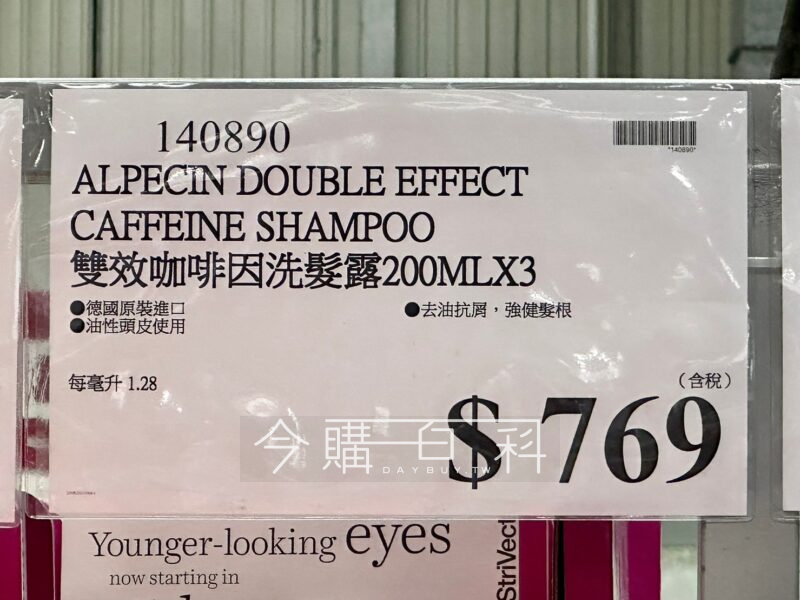 140890
*140890*
ALPECIN DOUBLE EFFECT
CAFFEINE SHAMPOO
雙效咖啡因洗髮露200MLX3
●德國原裝進口
●去油抗屑，強健髮根
●油性頭皮使用
每毫升 1.28
（含稅）
$ 769
今購百科
DAYBUY.TW
Younger-looking eyes
now starting in
StriVect